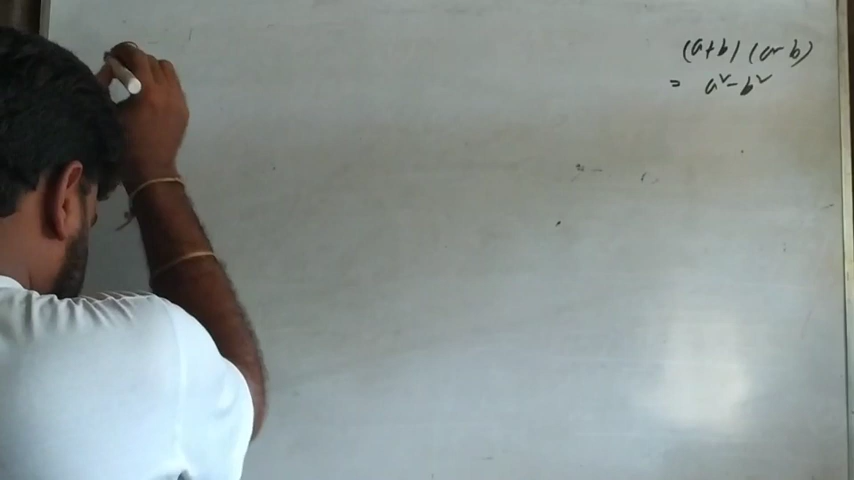 (a+b) (a-b)
= a²-b²